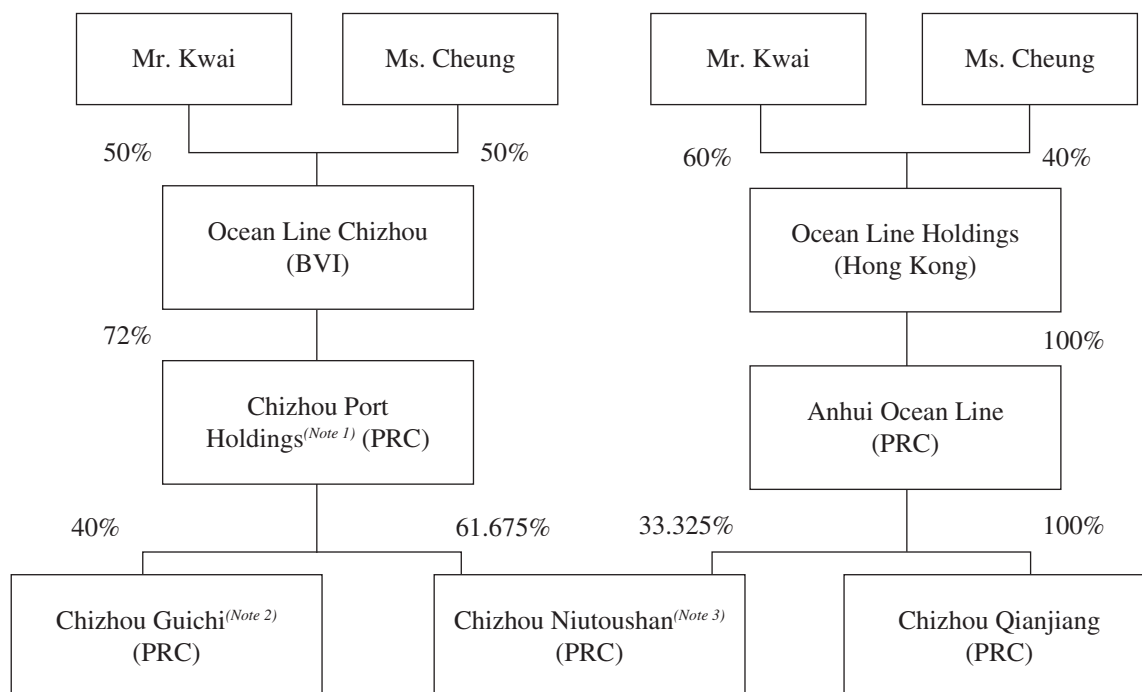 Mr. Kwai
Ms. Cheung
Mr. Kwai
Ms. Cheung
50%
50%
60%
40%
Ocean Line Chizhou
(BVI)
Ocean Line Holdings
(Hong Kong)
72%
100%
Chizhou Port
Holdings(Note 1) (PRC)
Anhui Ocean Line
(PRC)
40%
61.675%
33.325%
100%
Chizhou Guichi(Note 2)
(PRC)
Chizhou Niutoushan(Note 3)
(PRC)
Chizhou Qianjiang
(PRC)